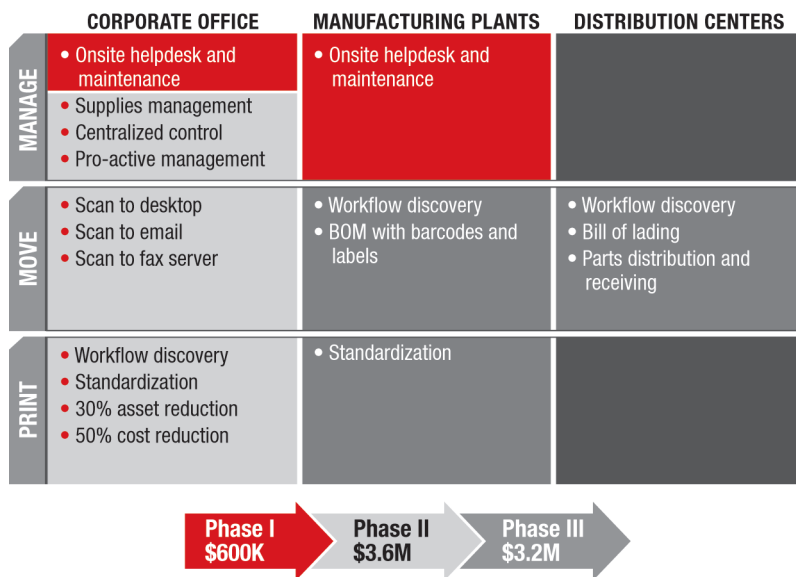 CORPORATE OFFICE
MANUFACTURING PLANTS
DISTRIBUTION CENTERS
MANAGE
• Onsite helpdesk and
maintenance
• Supplies management
• Centralized control
• Pro-active management
• Onsite helpdesk and
maintenance
MOVE
• Scan to desktop
• Scan to email
• Scan to fax server
• Workflow discovery
• BOM with barcodes and
labels
• Workflow discovery
• Bill of lading
• Parts distribution and
receiving
PRINT
• Workflow discovery
• Standardization
• 30% asset reduction
• 50% cost reduction
• Standardization
Phase I
$600K
Phase II
$3.6M
Phase III
$3.2M